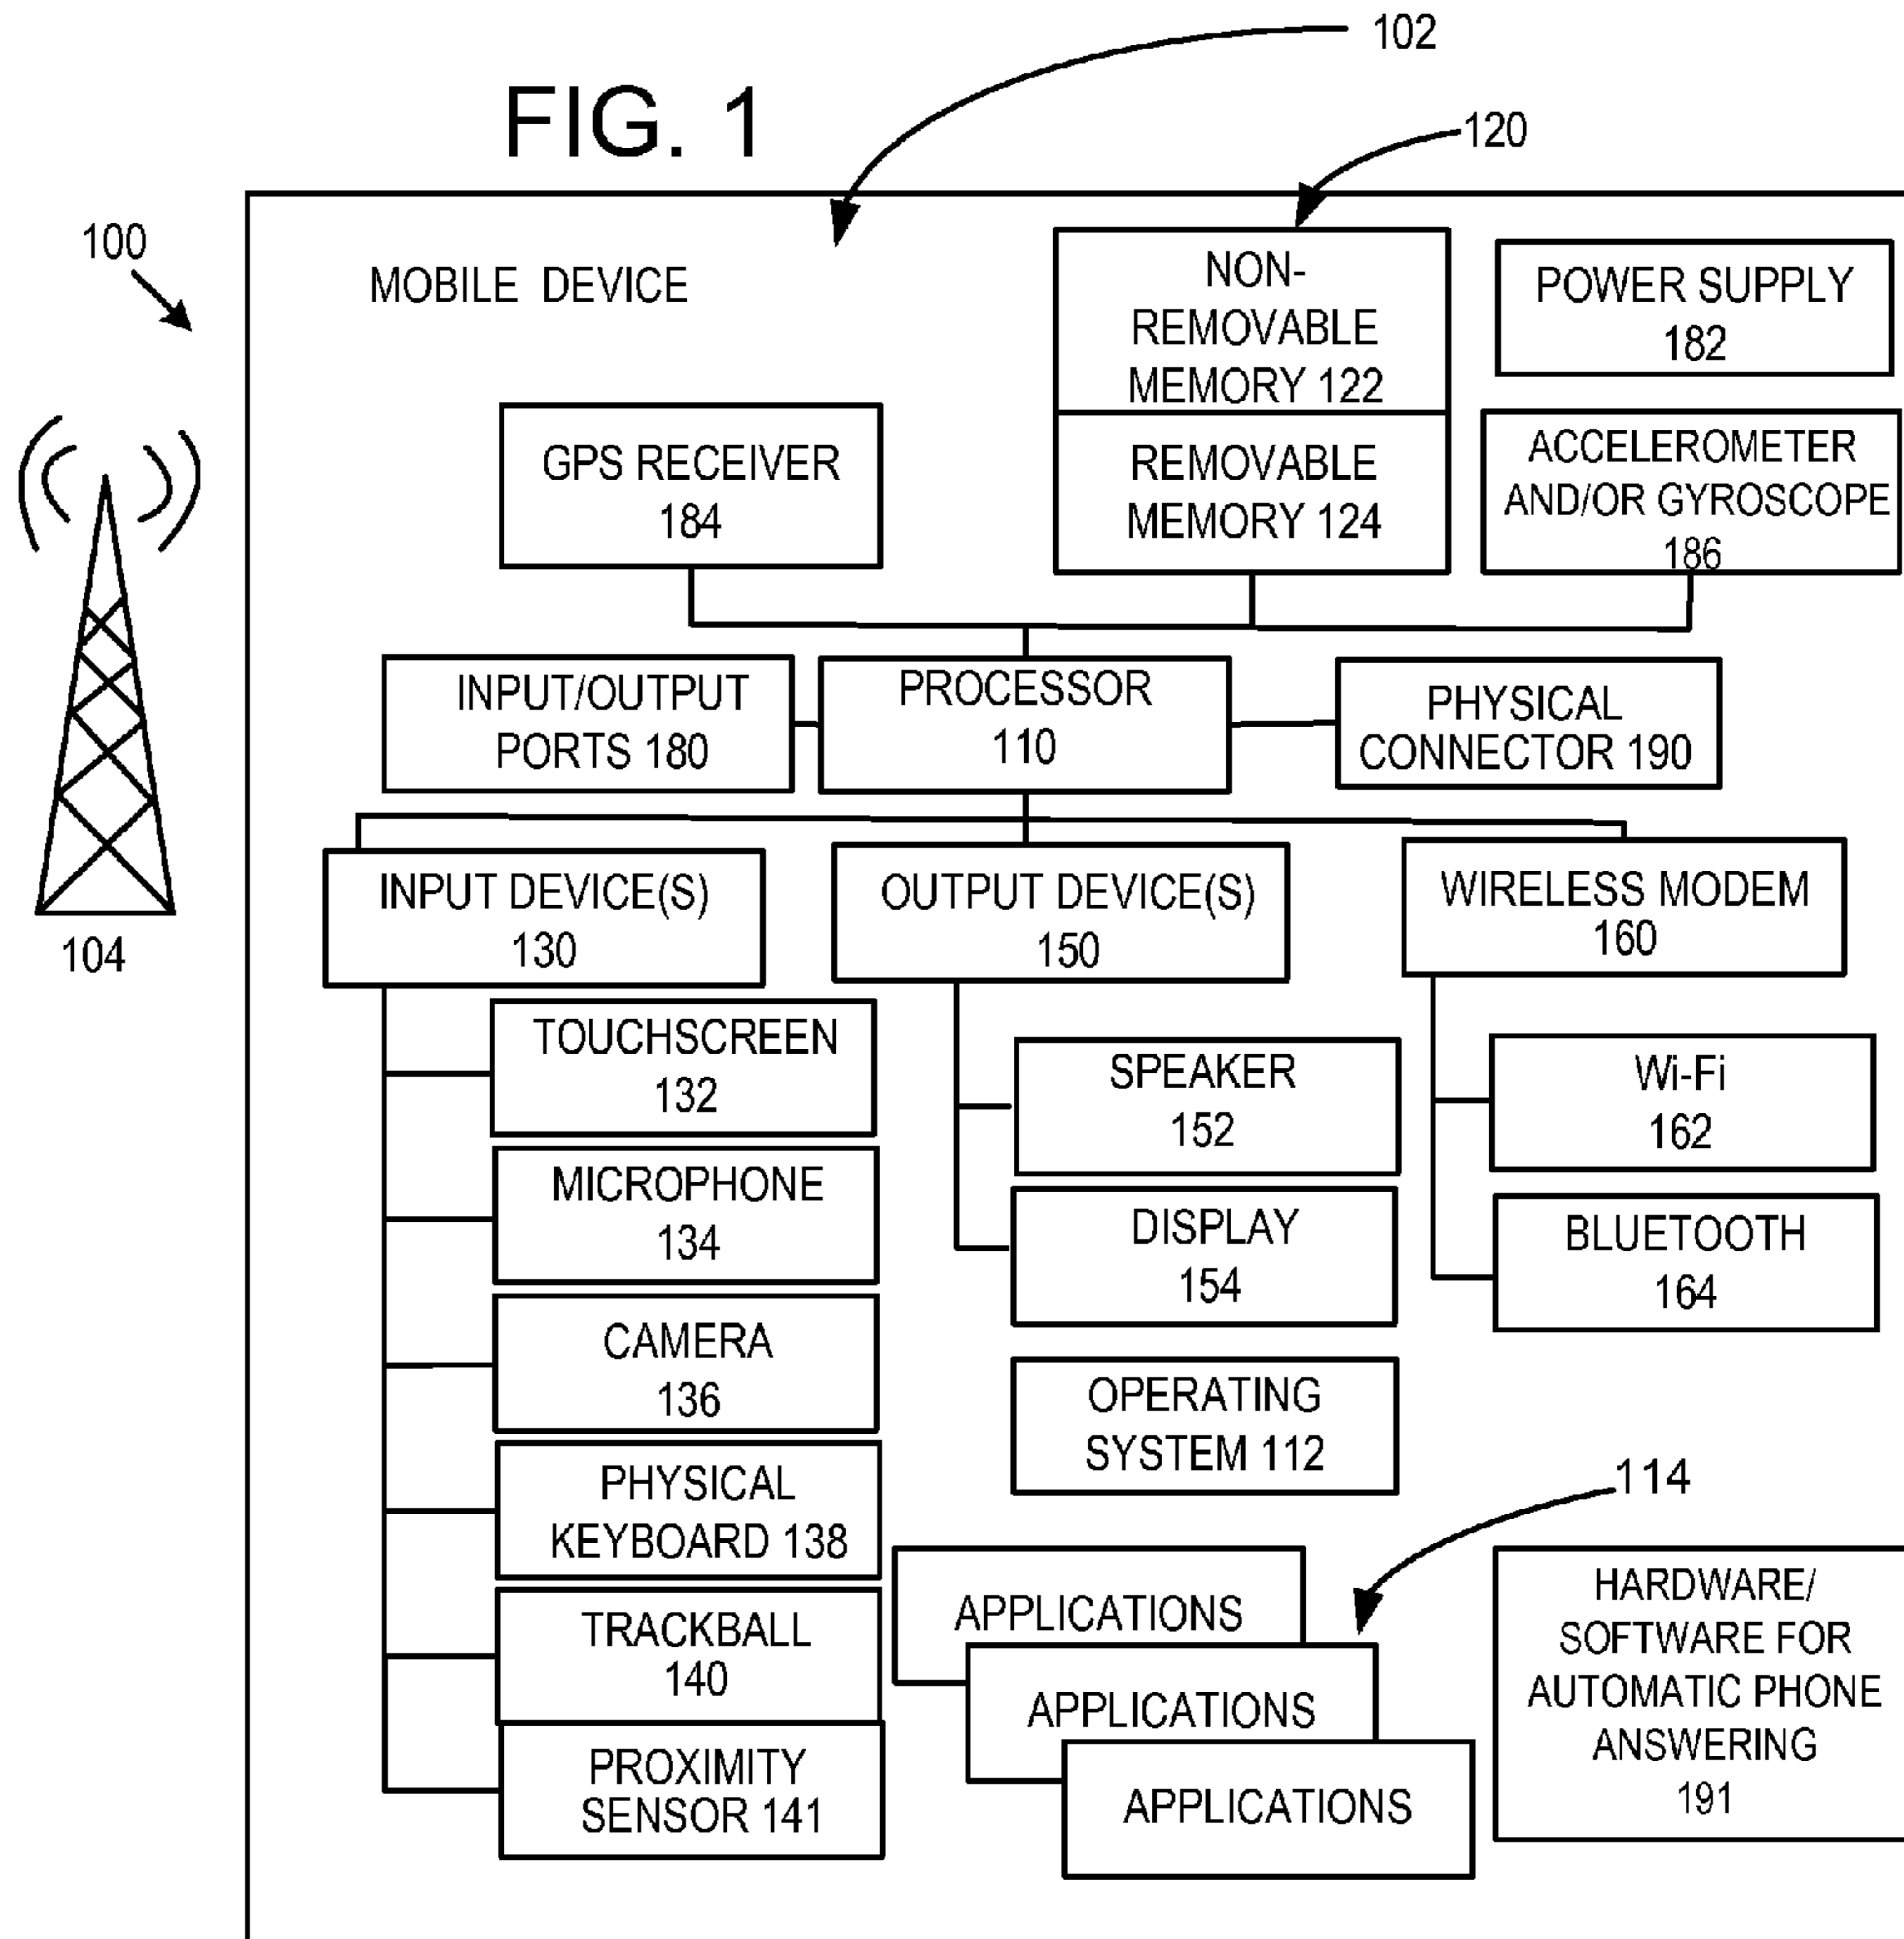 102
FIG. 1
120
100
MOBILE DEVICE
NON-
REMOVABLE
MEMORY 122
POWER SUPPLY
182
GPS RECEIVER
184
REMOVABLE
MEMORY 124
ACCELEROMETER
AND/OR GYROSCOPE
186
INPUT/OUTPUT
PORTS 180
PROCESSOR
110
PHYSICAL
CONNECTOR 190
104
INPUT DEVICE(S)
130
OUTPUT DEVICE(S)
150
WIRELESS MODEM
160
TOUCHSCREEN
132
MICROPHONE
134
CAMERA
136
PHYSICAL
KEYBOARD 138
TRACKBALL
140
PROXIMITY
SENSOR 141
SPEAKER
152
DISPLAY
154
Wi-Fi
162
BLUETOOTH
164
OPERATING
SYSTEM 112
114
APPLICATIONS
APPLICATIONS
APPLICATIONS
HARDWARE/
SOFTWARE FOR
AUTOMATIC PHONE
ANSWERING
191